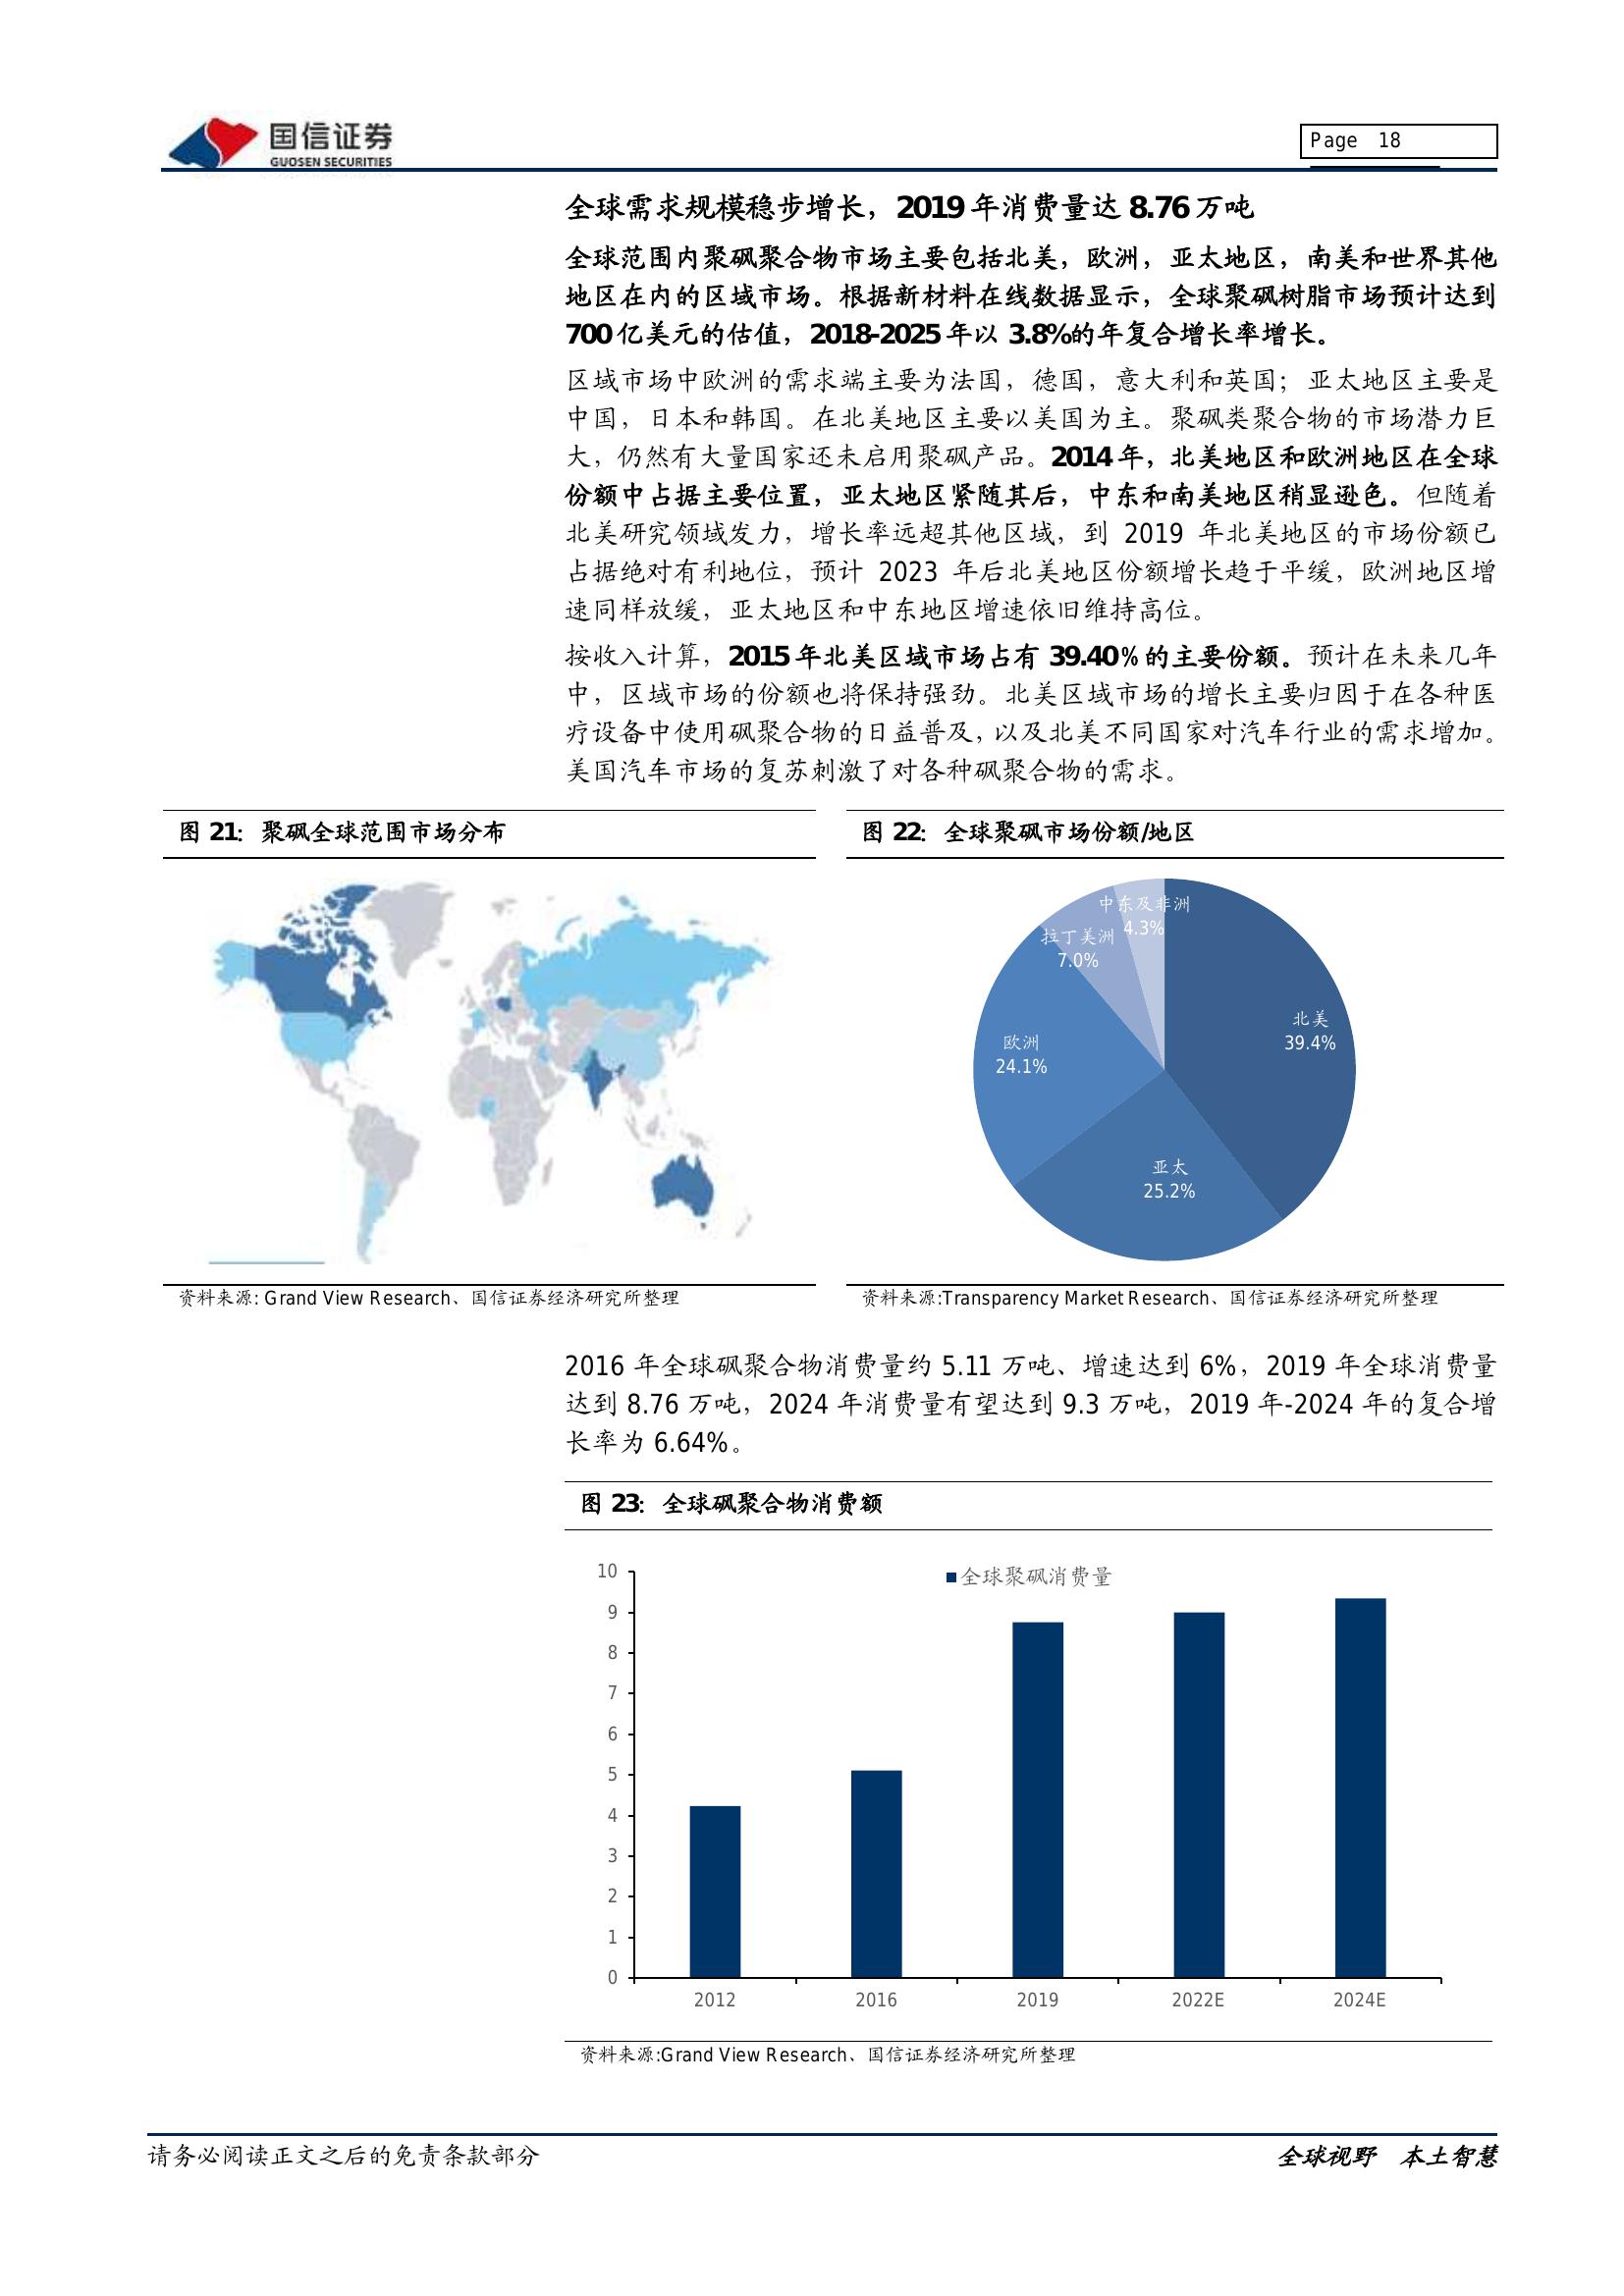 国信证券
GUOSEN SECURITIES
Page 18
全球需求规模稳步增长，2019 年消费量达 8.76 万吨
全球范围内聚砜聚合物市场主要包括北美，欧洲，亚太地区，南美和世界其他
地区在内的区域市场。根据新材料在线数据显示，全球聚砜树脂市场预计达到
700 亿美元的估值，2018-2025 年以 3.8%的年复合增长率增长。
区域市场中欧洲的需求端主要为法国，德国，意大利和英国；亚太地区主要是
中国，日本和韩国。在北美地区主要以美国为主。聚砜类聚合物的市场潜力巨
大，仍然有大量国家还未启用聚砜产品。2014 年，北美地区和欧洲地区在全球
份额中占据主要位置，亚太地区紧随其后，中东和南美地区稍显逊色。但随着
北美研究领域发力，增长率远超其他区域，到 2019 年北美地区的市场份额已
占据绝对有利地位，预计 2023 年后北美地区份额增长趋于平缓，欧洲地区增
速同样放缓，亚太地区和中东地区增速依旧维持高位。
按收入计算，2015 年北美区域市场占有 39.40%的主要份额。预计在未来几年
中，区域市场的份额也将保持强劲。北美区域市场的增长主要归因于在各种医
疗设备中使用砜聚合物的日益普及，以及北美不同国家对汽车行业的需求增加。
美国汽车市场的复苏刺激了对各种砜聚合物的需求。
图 21：聚砜全球范围市场分布
图 22：全球聚砜市场份额/地区
中东及非洲
4.3%
拉丁美洲
7.0%
北美
39.4%
欧洲
24.1%
亚太
25.2%
资料来源: Grand View Research、国信证券经济研究所整理
资料来源:Transparency Market Research、国信证券经济研究所整理
2016 年全球砜聚合物消费量约 5.11 万吨、增速达到 6%，2019 年全球消费量
达到 8.76 万吨，2024 年消费量有望达到 9.3 万吨，2019 年-2024 年的复合增
长率为 6.64%。
图 23：全球砜聚合物消费额
全球聚砜消费量
10
9
8
7
6
5
4
3
2
1
0
2012 2016 2019 2022E 2024E
资料来源:Grand View Research、国信证券经济研究所整理
请务必阅读正文之后的免责条款部分
全球视野 本土智慧